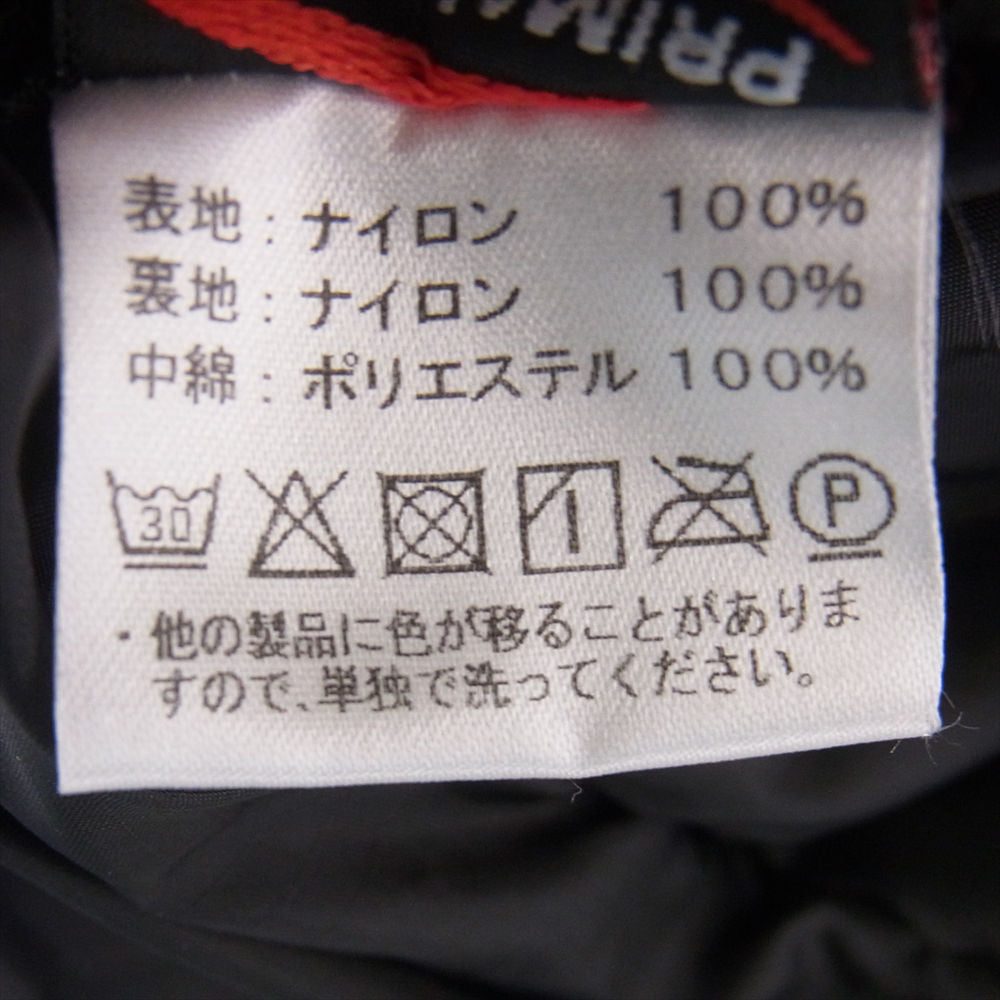 PRIMA
表地：ナイロン 100%
裏地：ナイロン 100%
中綿：ポリエステル 100%
30 P
・他の製品に色が移ることがありま
すので、単独で洗ってください。